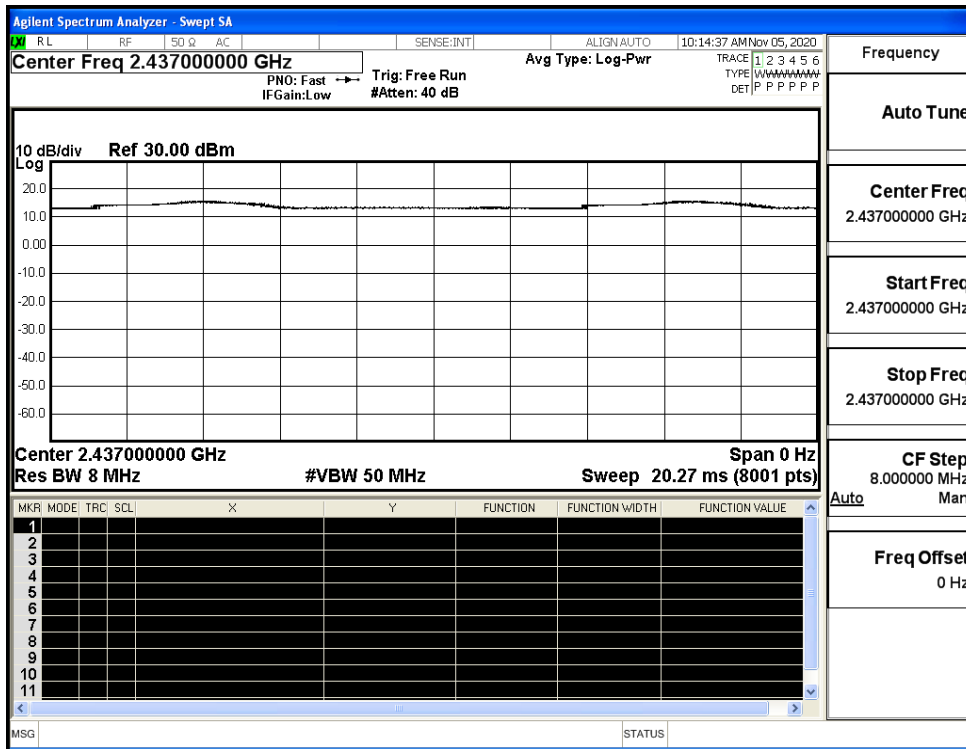 Agilent Spectrum Analyzer - Swept SA
LXI RL RF 50 Ω AC SENSE:INT ALIGNAUTO 10:14:37 AM Nov 05, 2020
Center Freq 2.437000000 GHz
PNO: Fast
IFGain:Low
Trig: Free Run
#Atten: 40 dB
Avg Type: Log-Pwr
TRACE 1 2 3 4 5 6
TYPE WWWWWW
DET P P P P P P
10 dB/div Ref 30.00 dBm
Log
20.0
10.0
0.00
-10.0
-20.0
-30.0
-40.0
-50.0
-60.0
Center 2.437000000 GHz Span 0 Hz
Res BW 8 MHz #VBW 50 MHz Sweep 20.27 ms (8001 pts)
MKR MODE TRC SCL X Y FUNCTION FUNCTION WIDTH FUNCTION VALUE
1
2
3
4
5
6
7
8
9
10
11
MSG STATUS
Frequency
Auto Tune
Center Freq
2.437000000 GHz
Start Freq
2.437000000 GHz
Stop Freq
2.437000000 GHz
CF Step
8.000000 MHz
Auto Man
Freq Offset
0 Hz